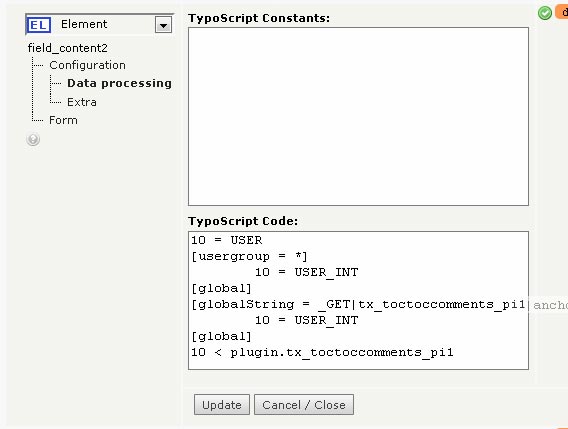 EL Element
field_content2
Configuration
Data processing
Extra
Form
TypoScript Constants:
TypoScript Code:
10 = USER
[usergroup = *]
10 = USER_INT
[global]
[globalString = _GET|tx_toctoccomments_pi1|ancho
10 = USER_INT
[global]
10 < plugin.tx_toctoccomments_pi1
Update Cancel / Close
d